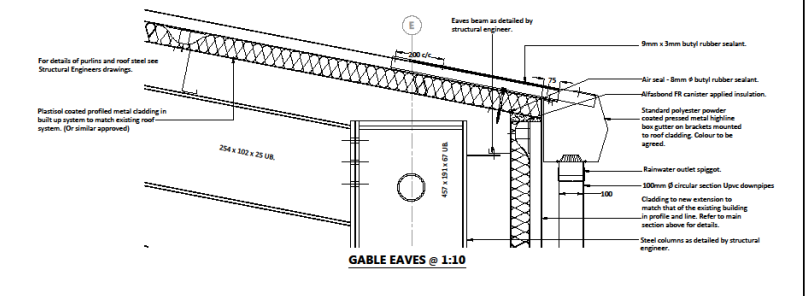 E
Eaves beam as detailed by
structural engineer.
200 c/c
75
9mm x 3mm butyl rubber sealant.
For details of purlins and roof steel see
Structural Engineers drawings.
Air seal - 8mm Ø butyl rubber sealant.
Alfasbond FR canister applied insulation.
Plastisol coated profiled metal cladding in
built up system to match existing roof
system. (Or similar approved)
Standard polyester powder
coated pressed metal highline
box gutter on brackets mounted
to roof cladding. Colour to be
agreed.
254 x 102 x 25 UB.
457 x 191 x 67 UB.
Rainwater outlet spiggot.
100mm Ø circular section Upvc downpipes
100
Cladding to new extension to
match that of the existing building
in profile and line. Refer to main
section above for details.
Steel columns as detailed by structural
engineer.
GABLE EAVES @ 1:10